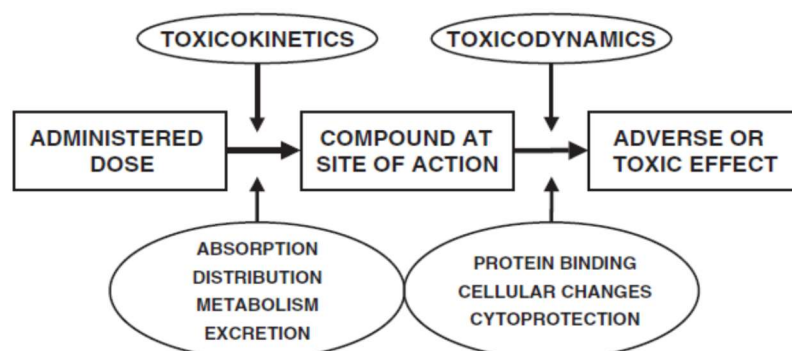 TOXICOKINETICS
TOXICODYNAMICS
ADMINISTERED
DOSE
COMPOUND AT
SITE OF ACTION
ADVERSE OR
TOXIC EFFECT
ABSORPTION
DISTRIBUTION
METABOLISM
EXCRETION
PROTEIN BINDING
CELLULAR CHANGES
CYTOPROTECTION